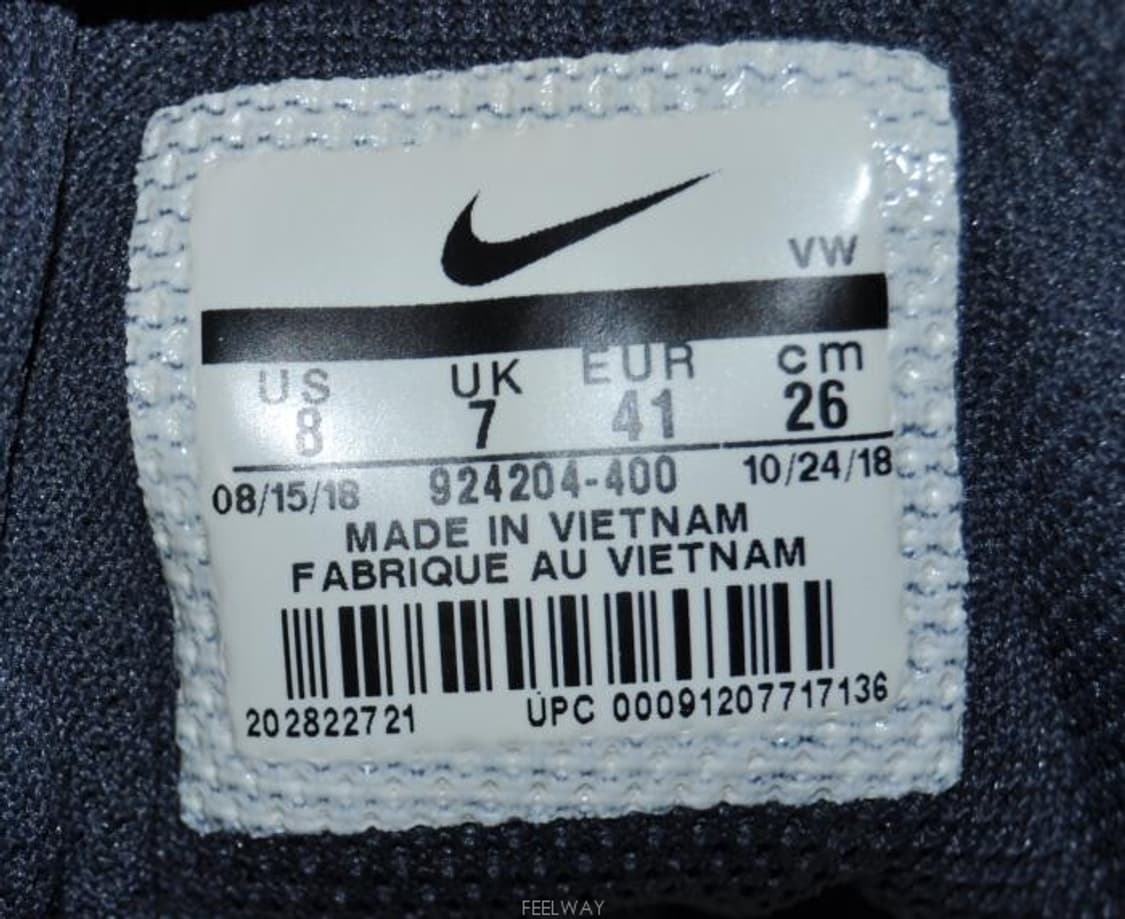 VW
US UK EUR cm
8 7 41 26
08/15/18 924204-400 10/24/18
MADE IN VIETNAM
FABRIQUE AU VIETNAM
202822721 UPC 00091207717136
FEELWAY